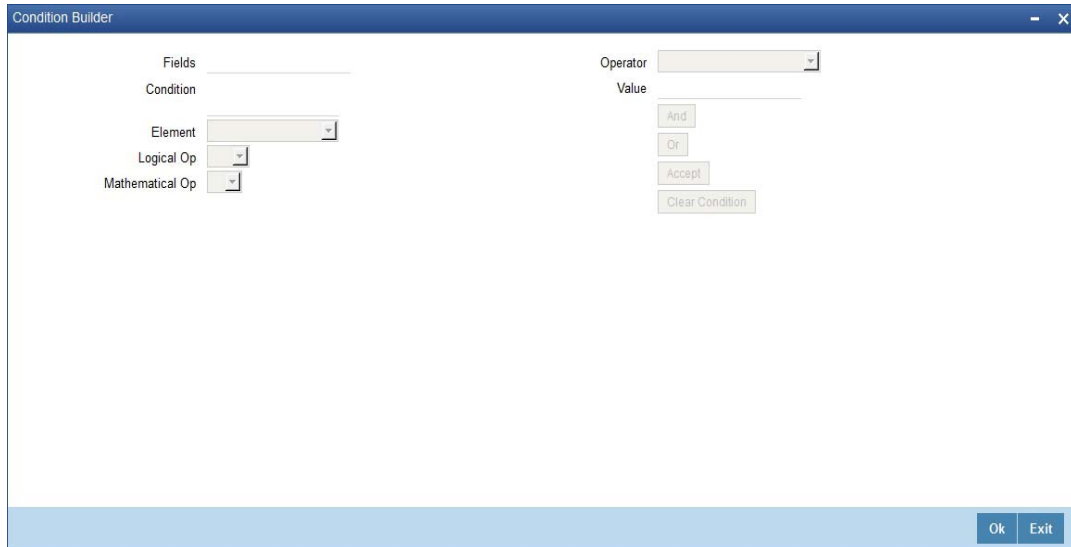 Condition Builder
Fields
Condition
Element
Logical Op
Mathematical Op
Operator
Value
And
Or
Accept
Clear Condition
Ok
Exit